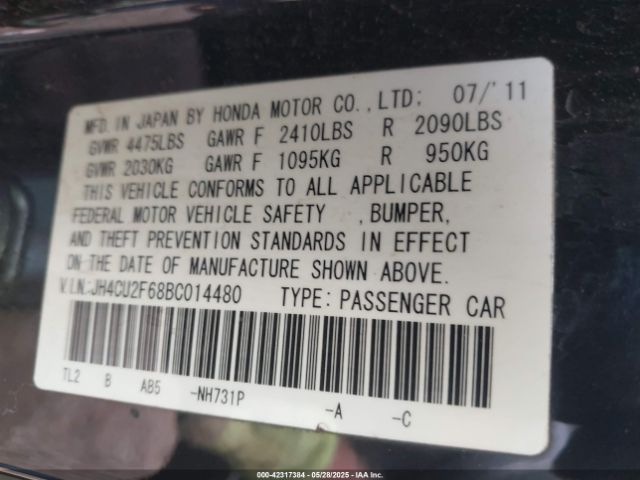 MFD. IN JAPAN BY HONDA MOTOR CO., LTD: 07/'11
GVWR 4475LBS GAWR F 2410LBS R 2090LBS
GVWR 2030KG GAWR F 1095KG R 950KG
THIS VEHICLE CONFORMS TO ALL APPLICABLE
FEDERAL MOTOR VEHICLE SAFETY , BUMPER,
AND THEFT PREVENTION STANDARDS IN EFFECT
ON THE DATE OF MANUFACTURE SHOWN ABOVE.
V.I.N.:JH4CU2F68BC014480 TYPE: PASSENGER CAR
TL2 B AB5 -NH731P -A -C
000-42317384 - 05/28/2025 - IAA Inc.